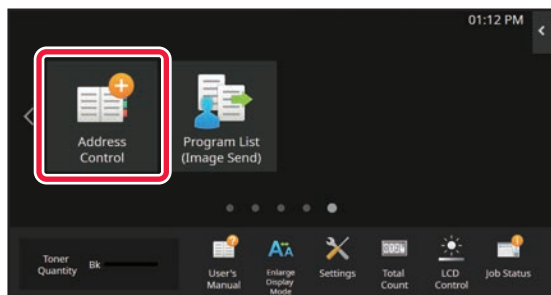 01:12 PM
Address
Control
Program List
(Image Send)
Toner
Quantity
Bk
User's
Manual
Enlarge
Display
Mode
Settings
Total
Count
LCD
Control
Job Status